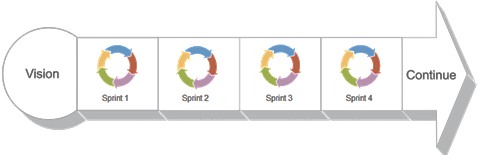 Vision
Sprint 1
Sprint 2
Sprint 3
Sprint 4
Continue